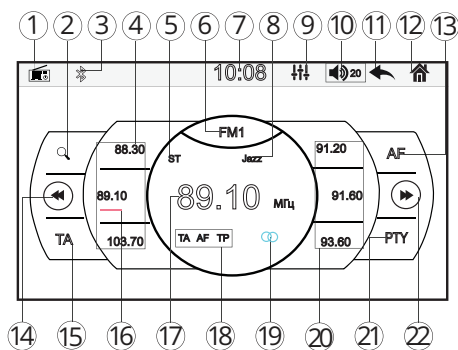 1 2 3 4 5 6 7 8 9 10 11 12 13
10:08 20
FM1
88.30 ST Jazz 91.20 AF
89.10 89.10 МГц 91.60
TA 103.70 TA AF TP 93.60 PTY
14 15 16 17 18 19 20 21 22